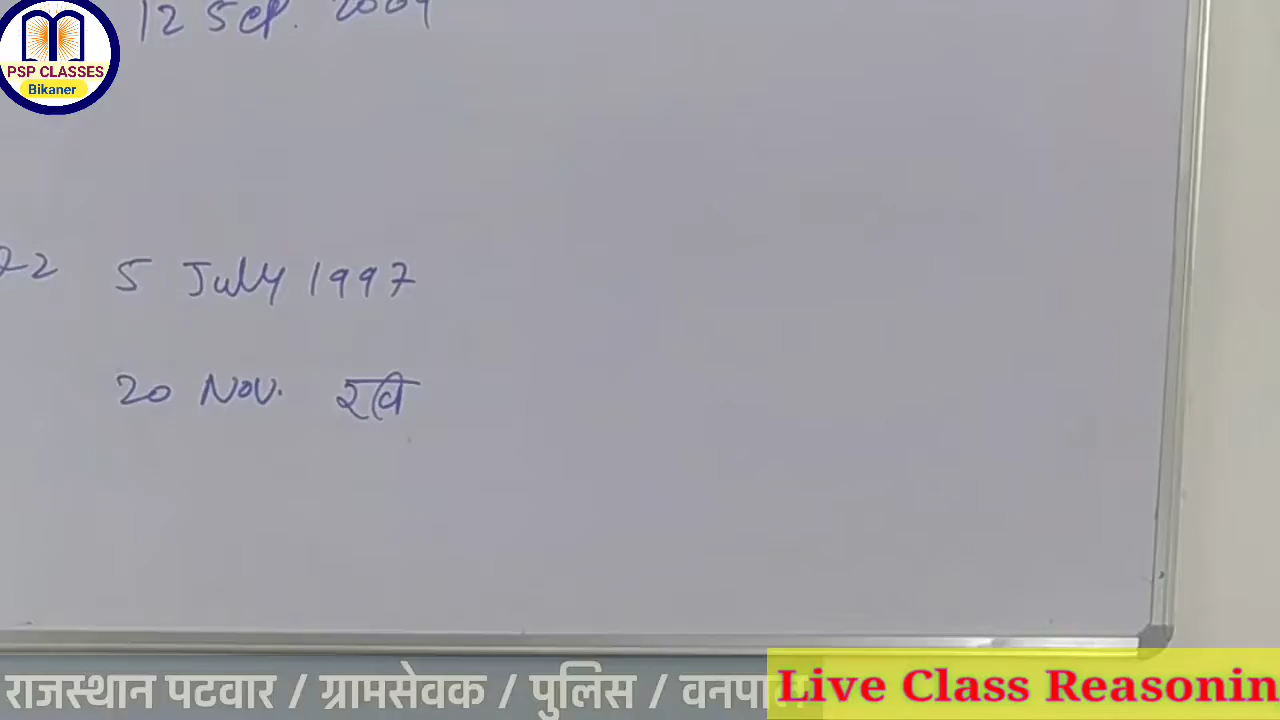 12 Sep. 2009
PSP CLASSES
Bikaner
5 July 1997
20 Nov. रवि
राजस्थान पटवार / ग्रामसेवक / पुलिस / वनपाल
Live Class Reasonin